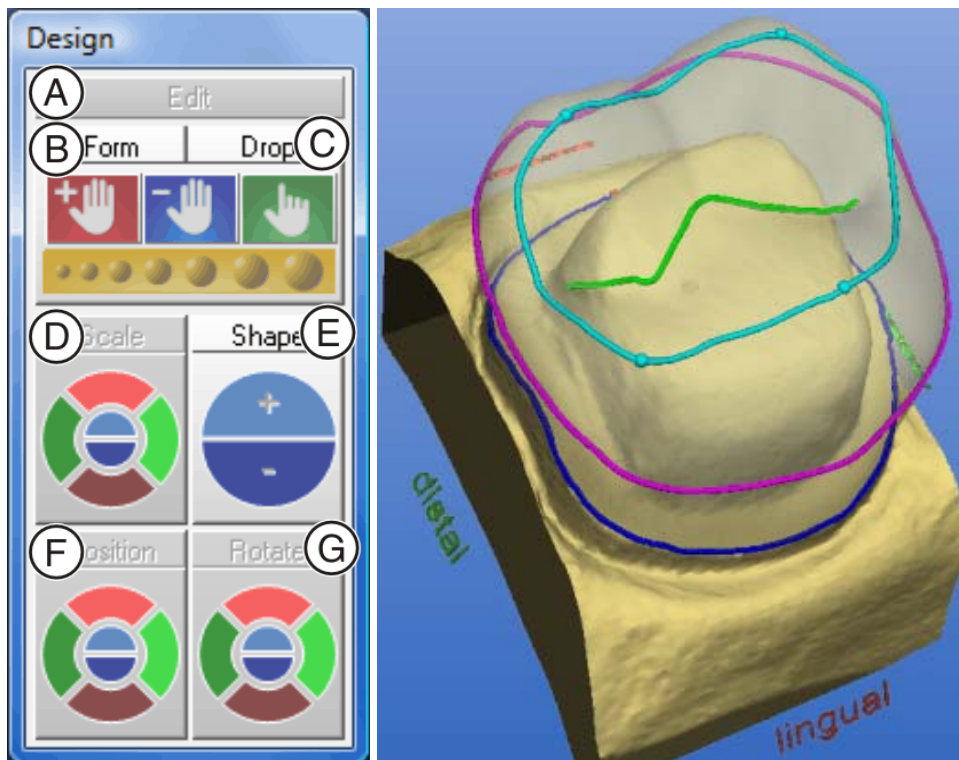 Design
A
Edit
B Form Drop C
D Scale Shape E
+
-
F Position Rotate G
distal
lingual